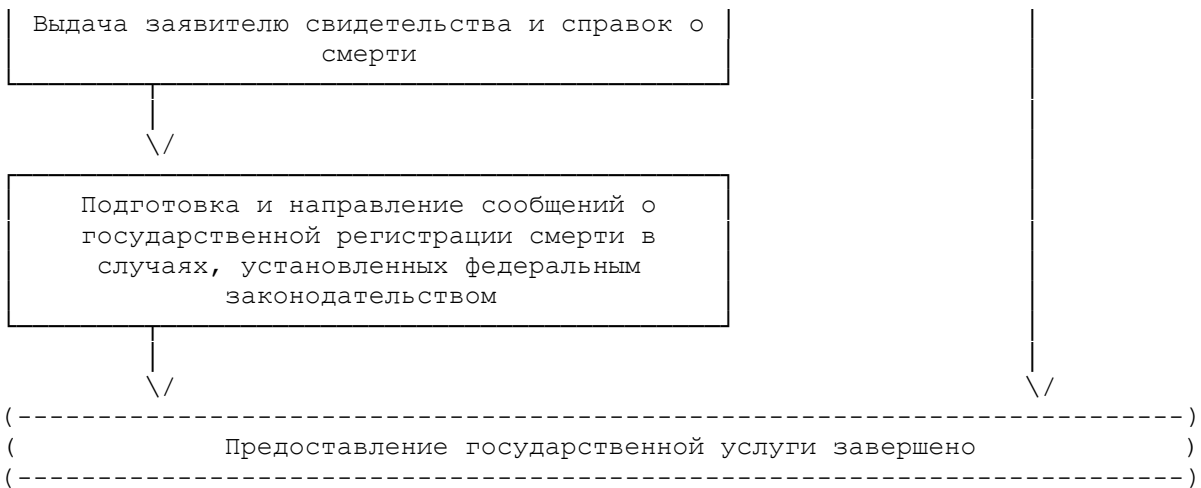 Выдача заявителю свидетельства и справок о
смерти
Подготовка и направление сообщений о
государственной регистрации смерти в
случаях, установленных федеральным
законодательством
Предоставление государственной услуги завершено